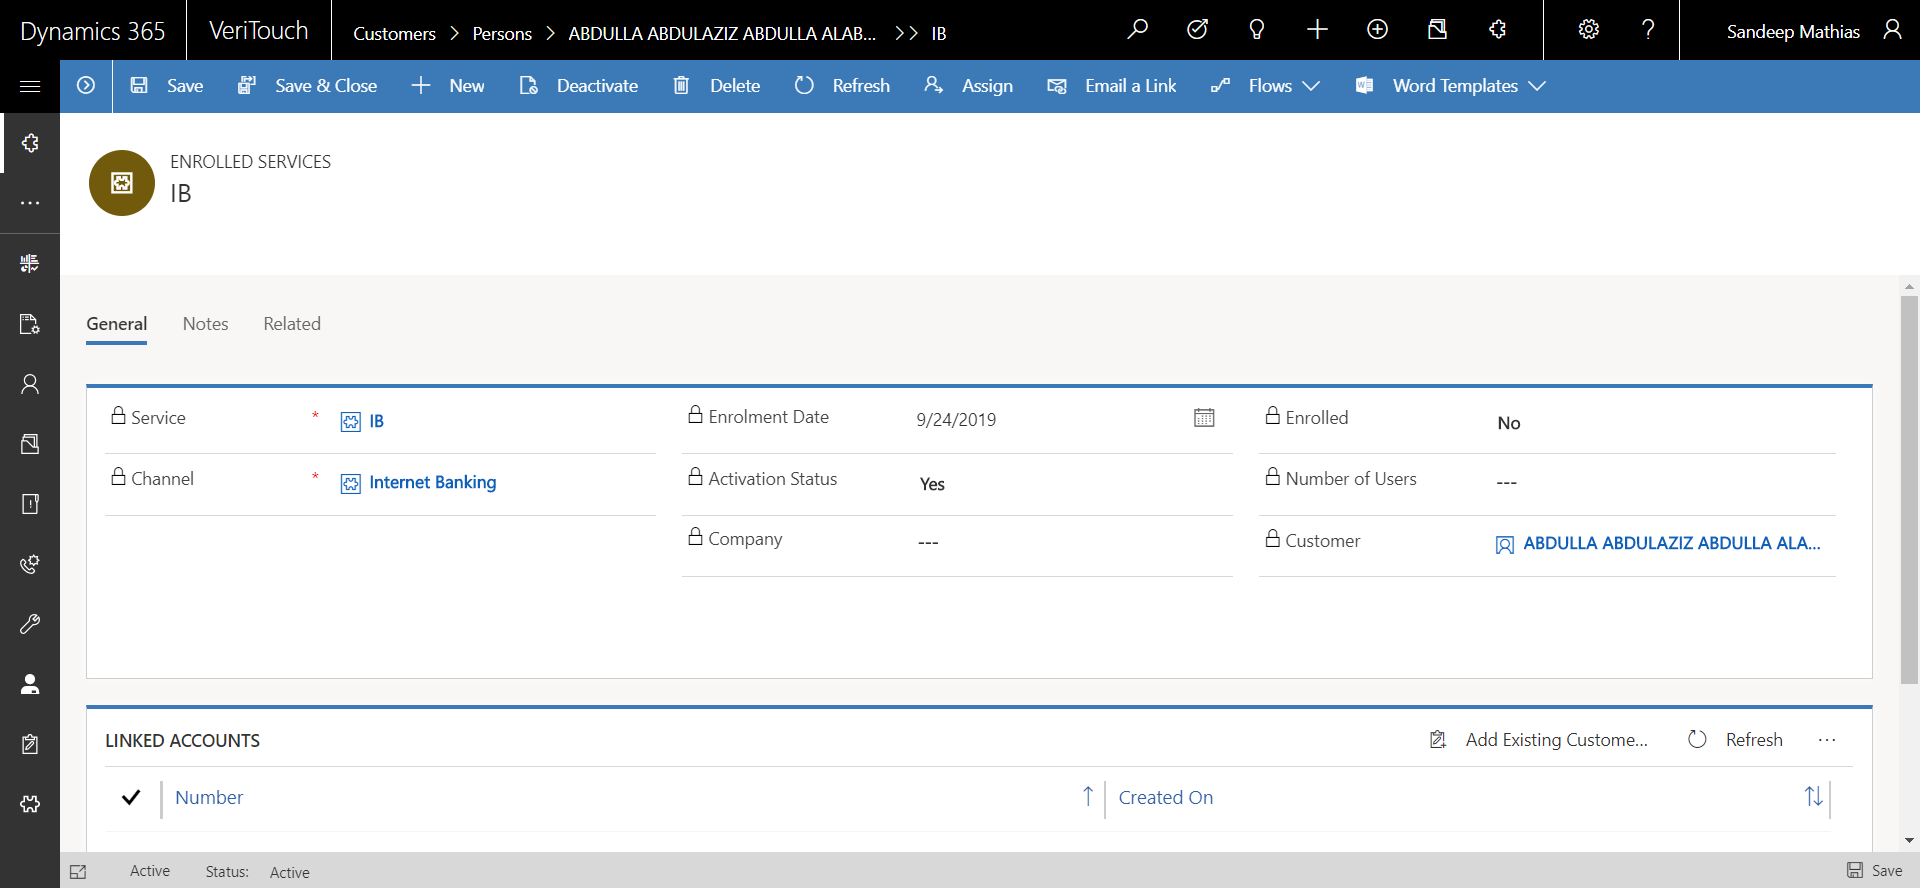 Dynamics 365
VeriTouch
Customers > Persons > ABDULLA ABDULAZIZ ABDULLA ALAB... >> IB
Sandeep Mathias
Save
Save & Close
New
Deactivate
Delete
Refresh
Assign
Email a Link
Flows
Word Templates
ENROLLED SERVICES
IB
General
Notes
Related
Service * IB
Enrolment Date 9/24/2019
Enrolled No
Channel * Internet Banking
Activation Status Yes
Number of Users ---
Company ---
Customer ABDULLA ABDULAZIZ ABDULLA ALA...
LINKED ACCOUNTS
Add Existing Custome...
Refresh
...
Number
Created On
Active
Status: Active
Save